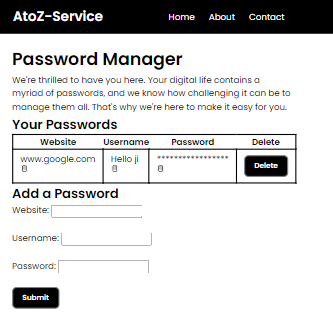 AtoZ-Service
Home About Contact
Password Manager
We're thrilled to have you here. Your digital life contains a
myriad of passwords, and we know how challenging it can be to
manage them all. That's why we're here to make it easy for you.
Your Passwords
Website Username Password Delete
www.google.com Hello ji ***************** Delete
Add a Password
Website:
Username:
Password:
Submit